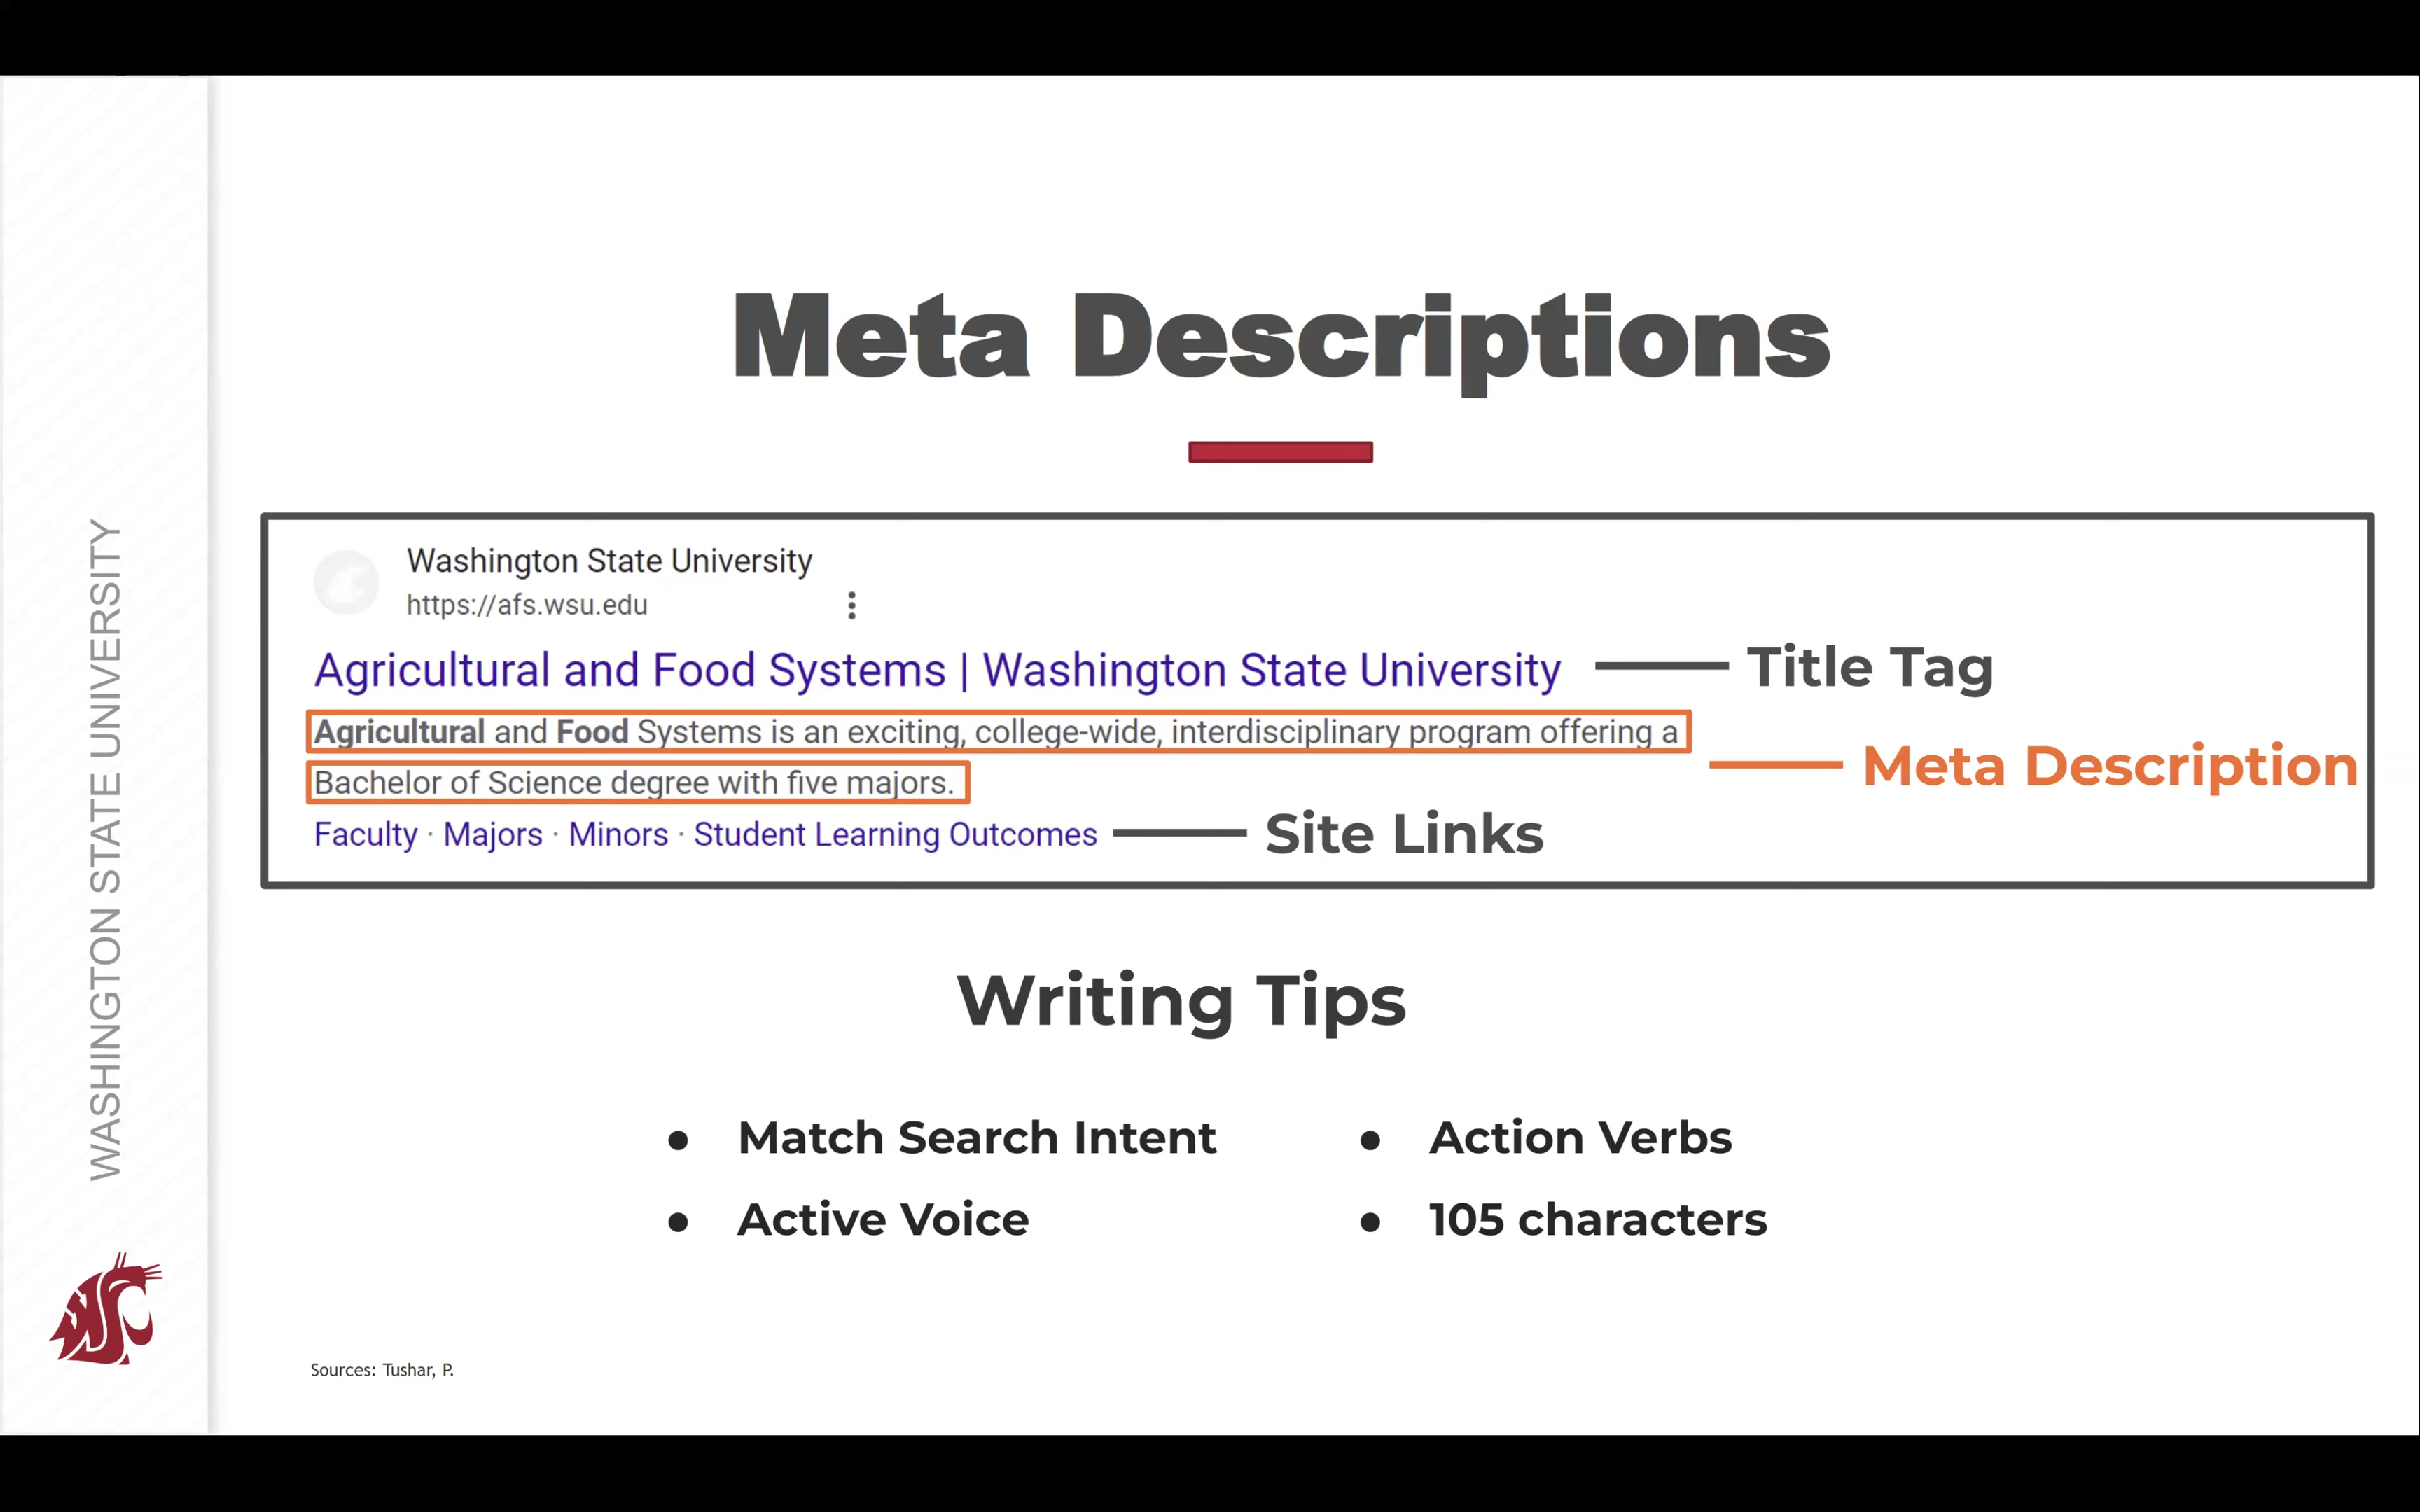 WASHINGTON STATE UNIVERSITY
Meta Descriptions
Washington State University
https://afs.wsu.edu
Agricultural and Food Systems | Washington State University
Title Tag
Agricultural and Food Systems is an exciting, college-wide, interdisciplinary program offering a
Bachelor of Science degree with five majors.
Meta Description
Faculty · Majors · Minors · Student Learning Outcomes
Site Links
Writing Tips
● Match Search Intent
● Active Voice
● Action Verbs
● 105 characters
Sources: Tushar, P.